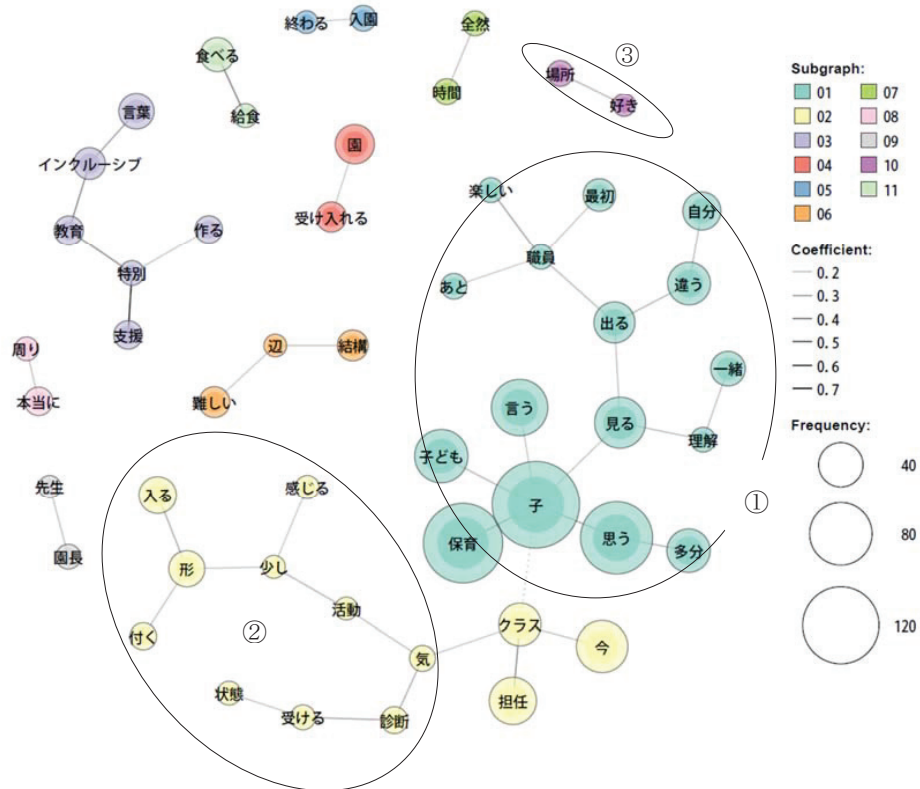 終わる
入園
全然
時間
③
場所
好き
食べる
給食
言葉
インクルーシブ
教育
特別
作る
支援
園
受け入れる
周り
本当に
辺
結構
難しい
楽しい
最初
自分
職員
あと
違う
出る
一緒
言う
見る
理解
子ども
子
保育
思う
多分
①
先生
園長
入る
感じる
形
少し
付く
活動
②
気
状態
受ける
診断
クラス
今
担任
Subgraph:
01 07
02 08
03 09
04 10
05 11
06
Coefficient:
0.2
0.3
0.4
0.5
0.6
0.7
Frequency:
40
80
120